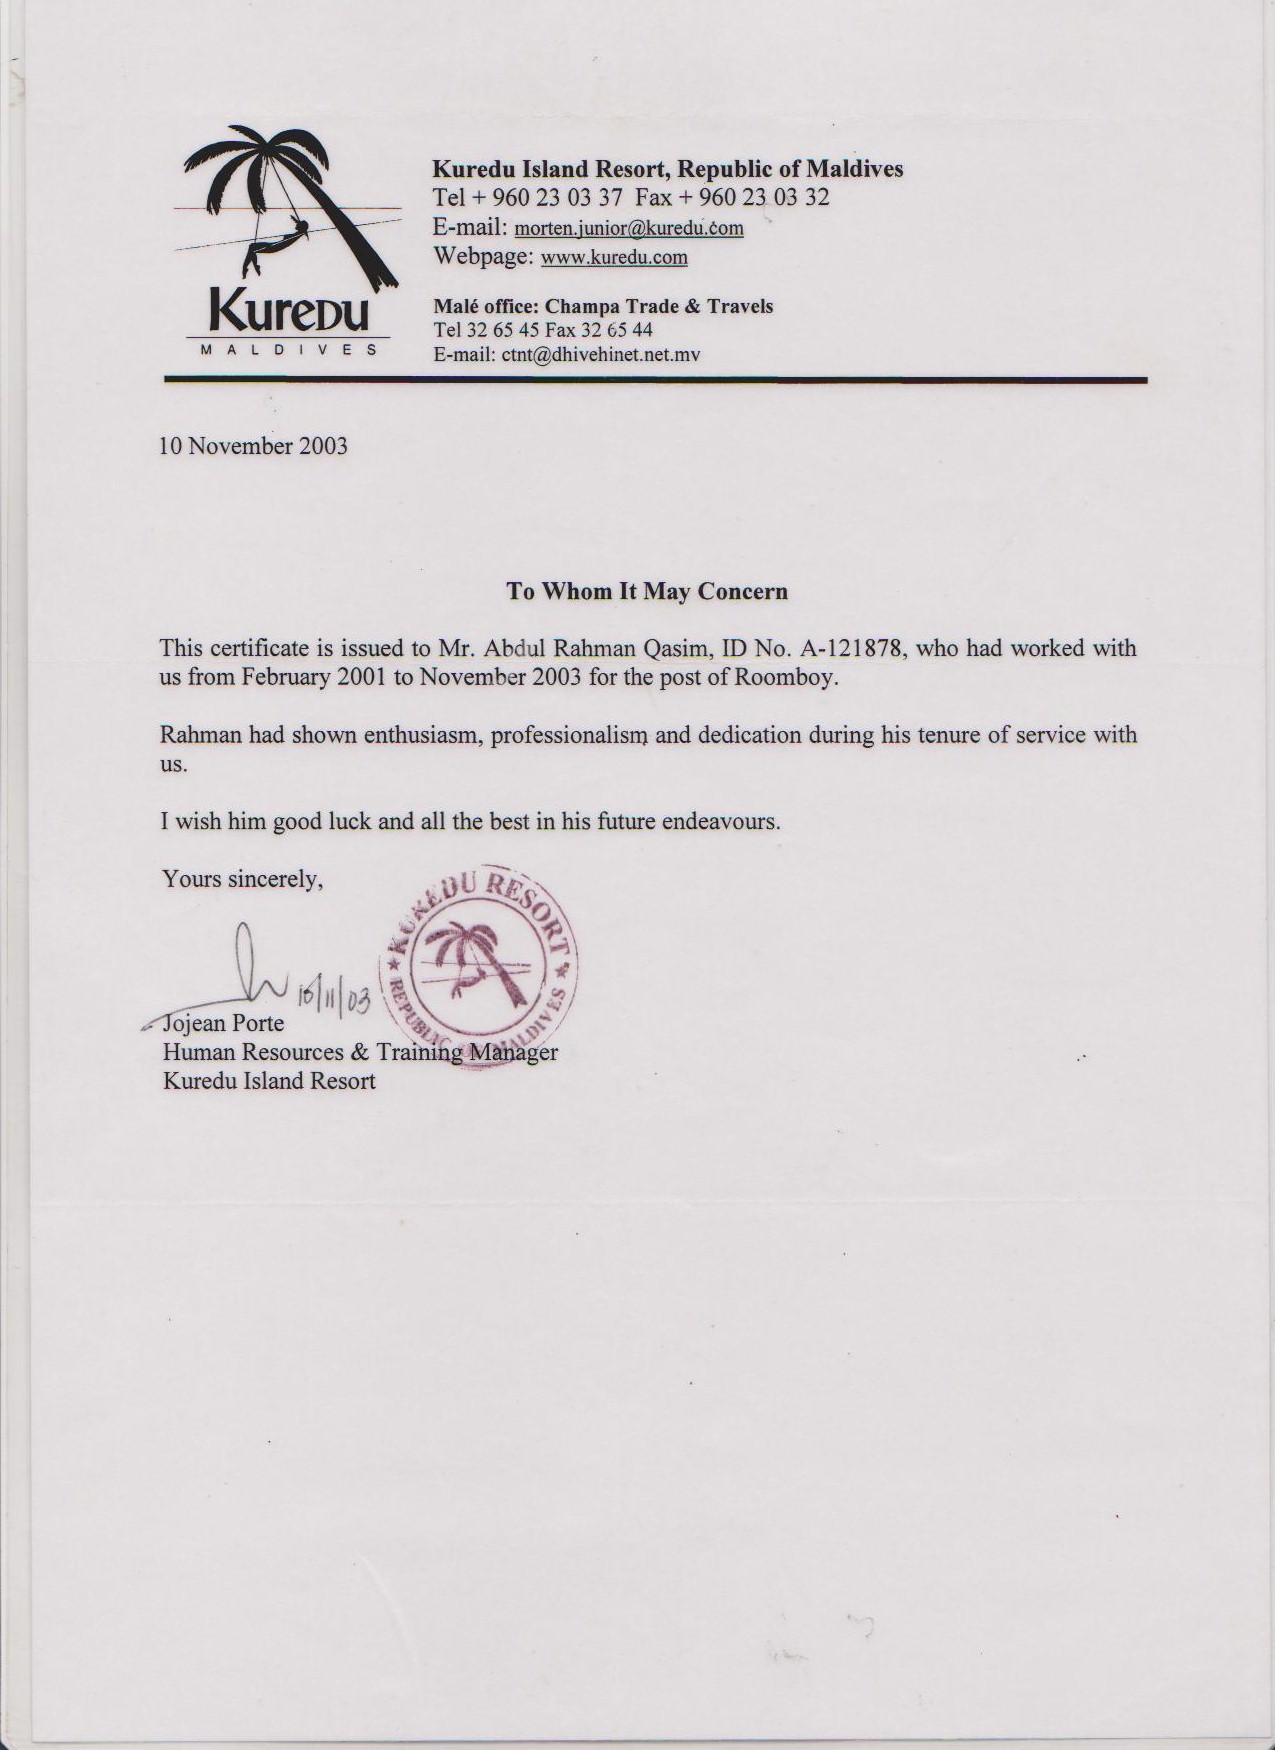 Kuredu Island Resort, Republic of Maldives
Tel + 960 23 03 37  Fax + 960 23 03 32
E-mail: morten.junior@kuredu.com
Webpage: www.kuredu.com
Malé office: Champa Trade & Travels
Tel 32 65 45 Fax 32 65 44
E-mail: ctnt@dhivehinet.net.mv
KureDU
MALDIVES
10 November 2003
To Whom It May Concern
This certificate is issued to Mr. Abdul Rahman Qasim, ID No. A-121878, who had worked with
us from February 2001 to November 2003 for the post of Roomboy.
Rahman had shown enthusiasm, professionalism and dedication during his tenure of service with
us.
I wish him good luck and all the best in his future endeavours.
Yours sincerely,
KUREDU RESORT
REPUBLIC OF MALDIVES
Jojean Porte
Human Resources & Training Manager
Kuredu Island Resort